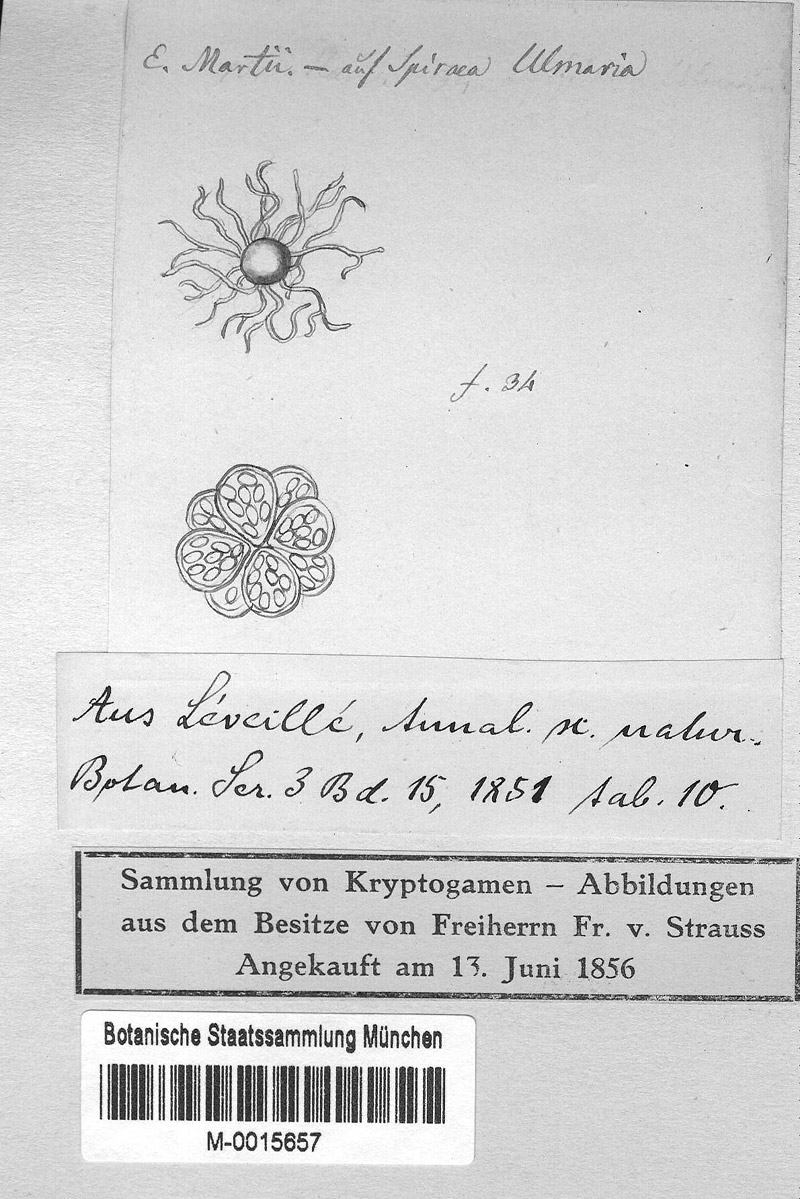 E. Martii. — auf Spiraea Ulmaria
f. 34
Aus Léveillé, Annal. sc. natur.
Botan. Ser. 3 Bd. 15, 1851 tab. 10.
Sammlung von Kryptogamen – Abbildungen
aus dem Besitze von Freiherrn Fr. v. Strauss
Angekauft am 13. Juni 1856
Botanische Staatssammlung München
M-0015657